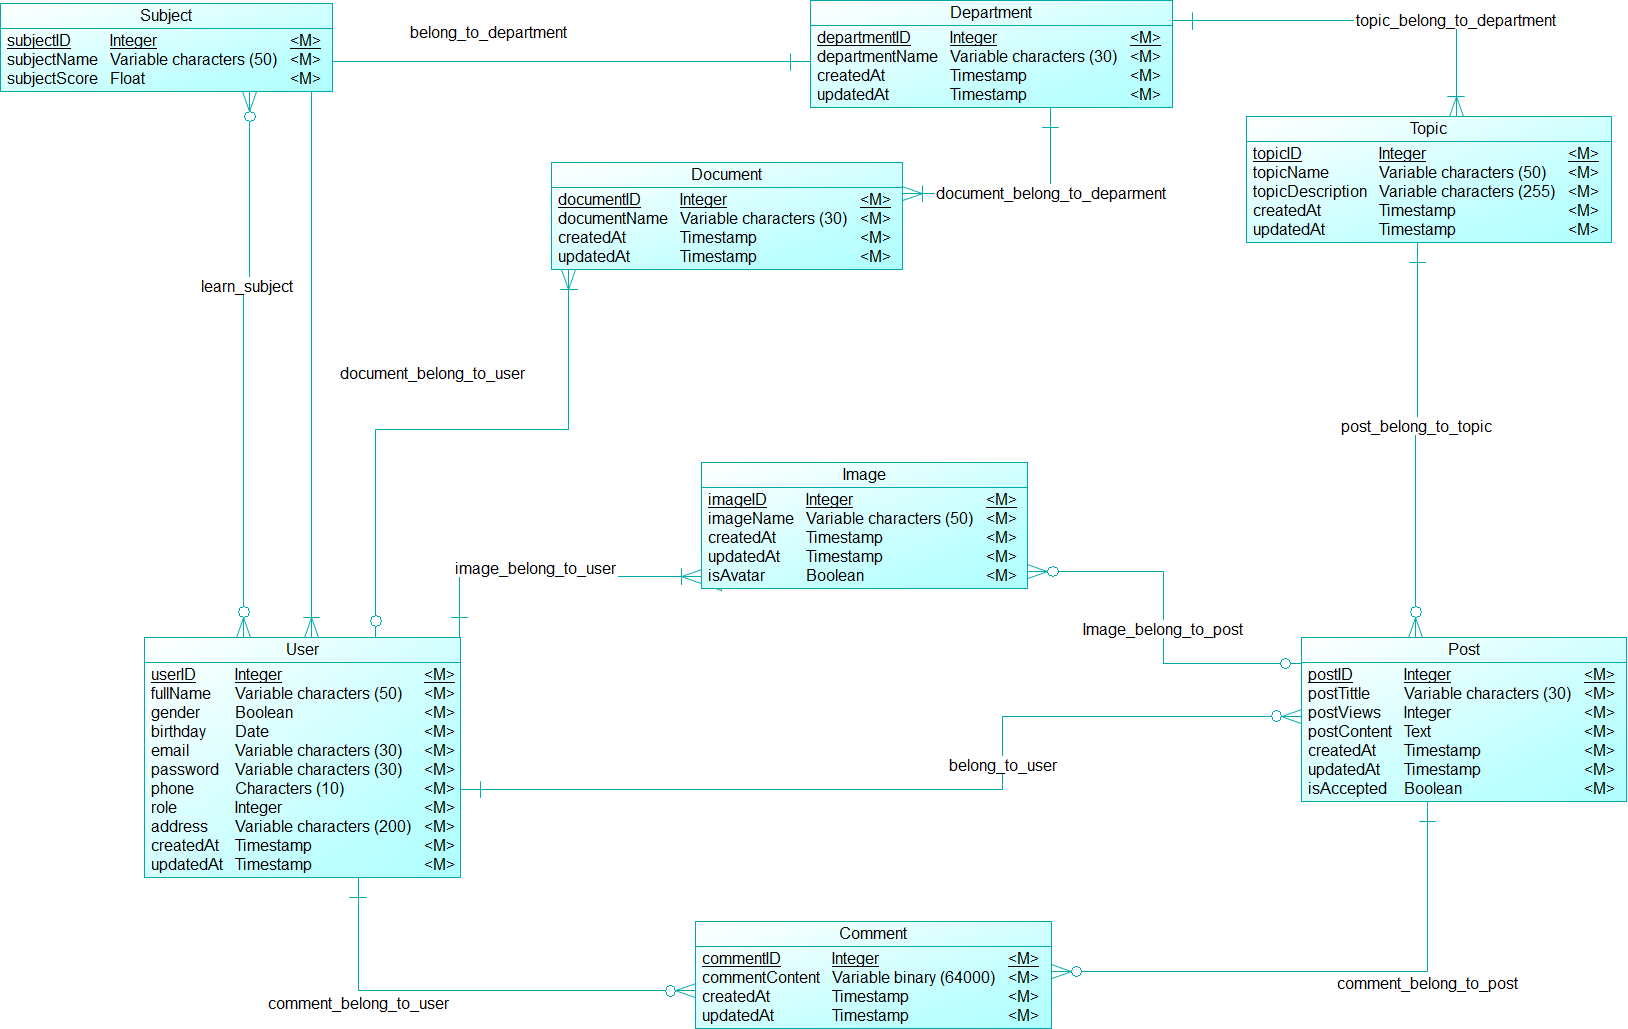 Subject
subjectID Integer <M>
subjectName Variable characters (50) <M>
subjectScore Float <M>
belong_to_department
Department
departmentID Integer <M>
departmentName Variable characters (30) <M>
createdAt Timestamp <M>
updatedAt Timestamp <M>
topic_belong_to_department
Topic
topicID Integer <M>
topicName Variable characters (50) <M>
topicDescription Variable characters (255) <M>
createdAt Timestamp <M>
updatedAt Timestamp <M>
Document
documentID Integer <M>
documentName Variable characters (30) <M>
createdAt Timestamp <M>
updatedAt Timestamp <M>
document_belong_to_deparment
learn_subject
document_belong_to_user
post_belong_to_topic
Image
imageID Integer <M>
imageName Variable characters (50) <M>
createdAt Timestamp <M>
updatedAt Timestamp <M>
isAvatar Boolean <M>
image_belong_to_user
Image_belong_to_post
User
userID Integer <M>
fullName Variable characters (50) <M>
gender Boolean <M>
birthday Date <M>
email Variable characters (30) <M>
password Variable characters (30) <M>
phone Characters (10) <M>
role Integer <M>
address Variable characters (200) <M>
createdAt Timestamp <M>
updatedAt Timestamp <M>
belong_to_user
Post
postID Integer <M>
postTittle Variable characters (30) <M>
postViews Integer <M>
postContent Text <M>
createdAt Timestamp <M>
updatedAt Timestamp <M>
isAccepted Boolean <M>
Comment
commentID Integer <M>
commentContent Variable binary (64000) <M>
createdAt Timestamp <M>
updatedAt Timestamp <M>
comment_belong_to_user
comment_belong_to_post